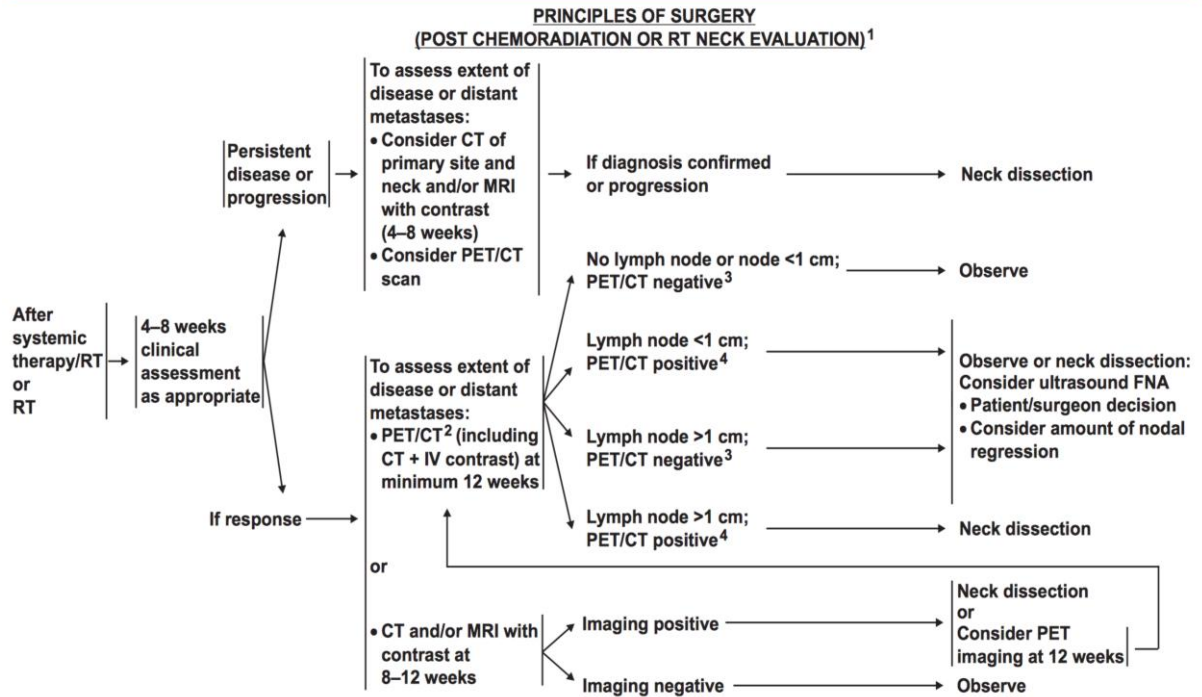 PRINCIPLES OF SURGERY
(POST CHEMORADIATION OR RT NECK EVALUATION)1
After
systemic
therapy/RT
or
RT
4–8 weeks
clinical
assessment
as appropriate
Persistent
disease or
progression
To assess extent of
disease or distant
metastases:
• Consider CT of
primary site and
neck and/or MRI
with contrast
(4–8 weeks)
• Consider PET/CT
scan
If diagnosis confirmed
or progression
Neck dissection
If response
To assess extent of
disease or distant
metastases:
• PET/CT2 (including
CT + IV contrast) at
minimum 12 weeks
No lymph node or node <1 cm;
PET/CT negative3
Observe
Lymph node <1 cm;
PET/CT positive4
Lymph node >1 cm;
PET/CT negative3
Observe or neck dissection:
Consider ultrasound FNA
• Patient/surgeon decision
• Consider amount of nodal
regression
Lymph node >1 cm;
PET/CT positive4
Neck dissection
or
• CT and/or MRI with
contrast at
8–12 weeks
Imaging positive
Neck dissection
or
Consider PET
imaging at 12 weeks
Imaging negative
Observe